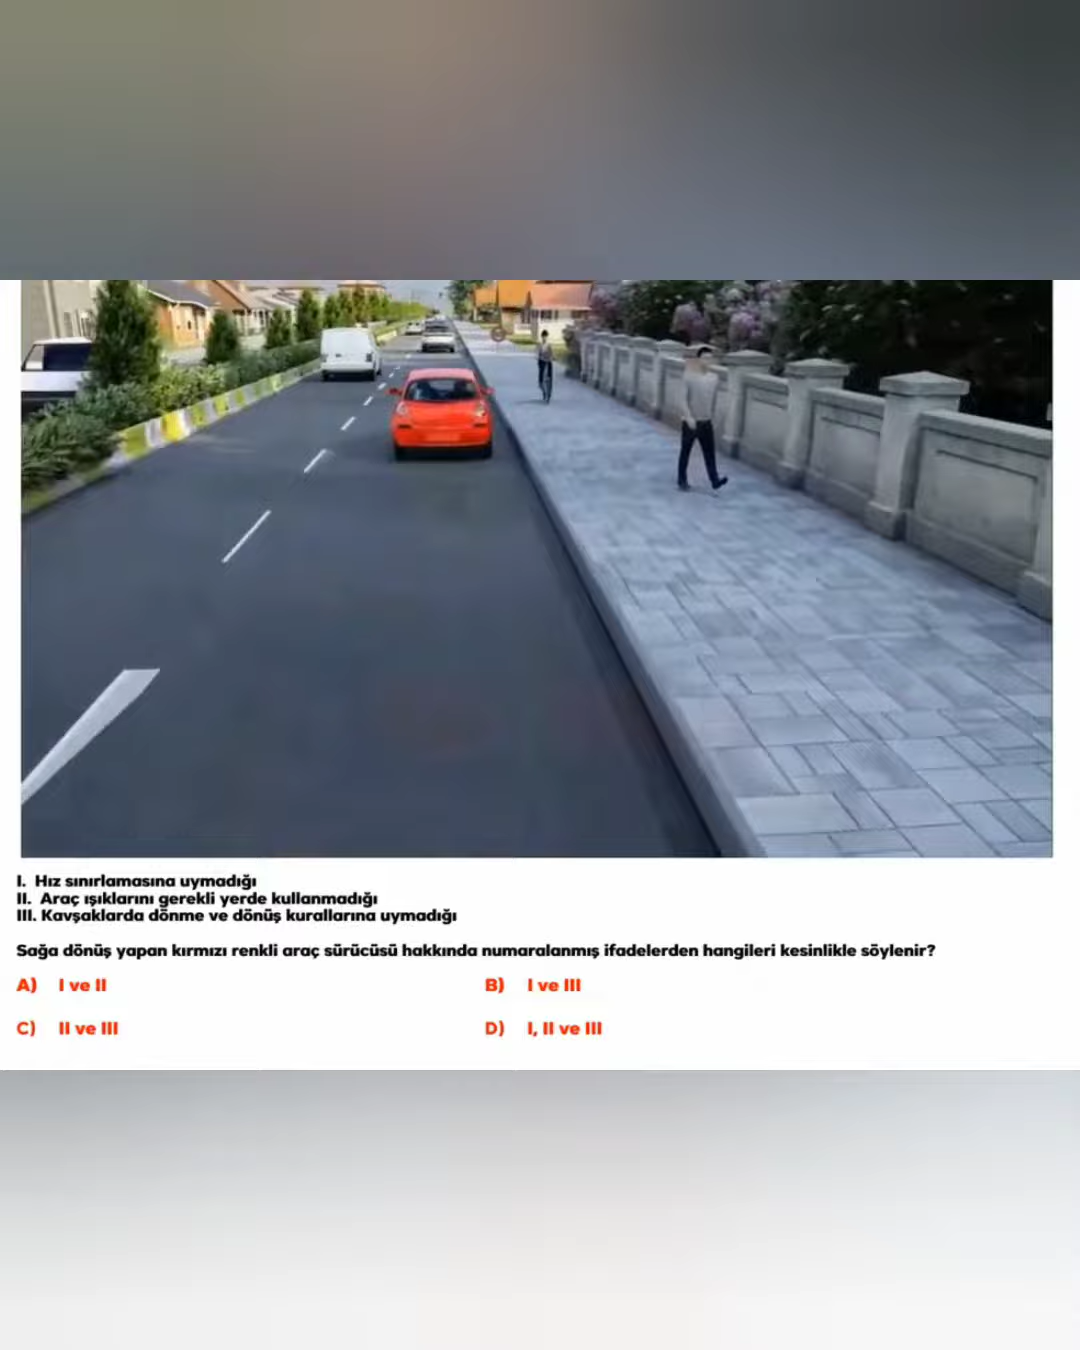 I. Hız sınırlamasına uymadığı
II. Araç ışıklarını gerekli yerde kullanmadığı
III. Kavşaklarda dönme ve dönüş kurallarına uymadığı
Sağa dönüş yapan kırmızı renkli araç sürücüsü hakkında numaralanmış ifadelerden hangileri kesinlikle söylenir?
A) I ve II
B) I ve III
C) II ve III
D) I, II ve III